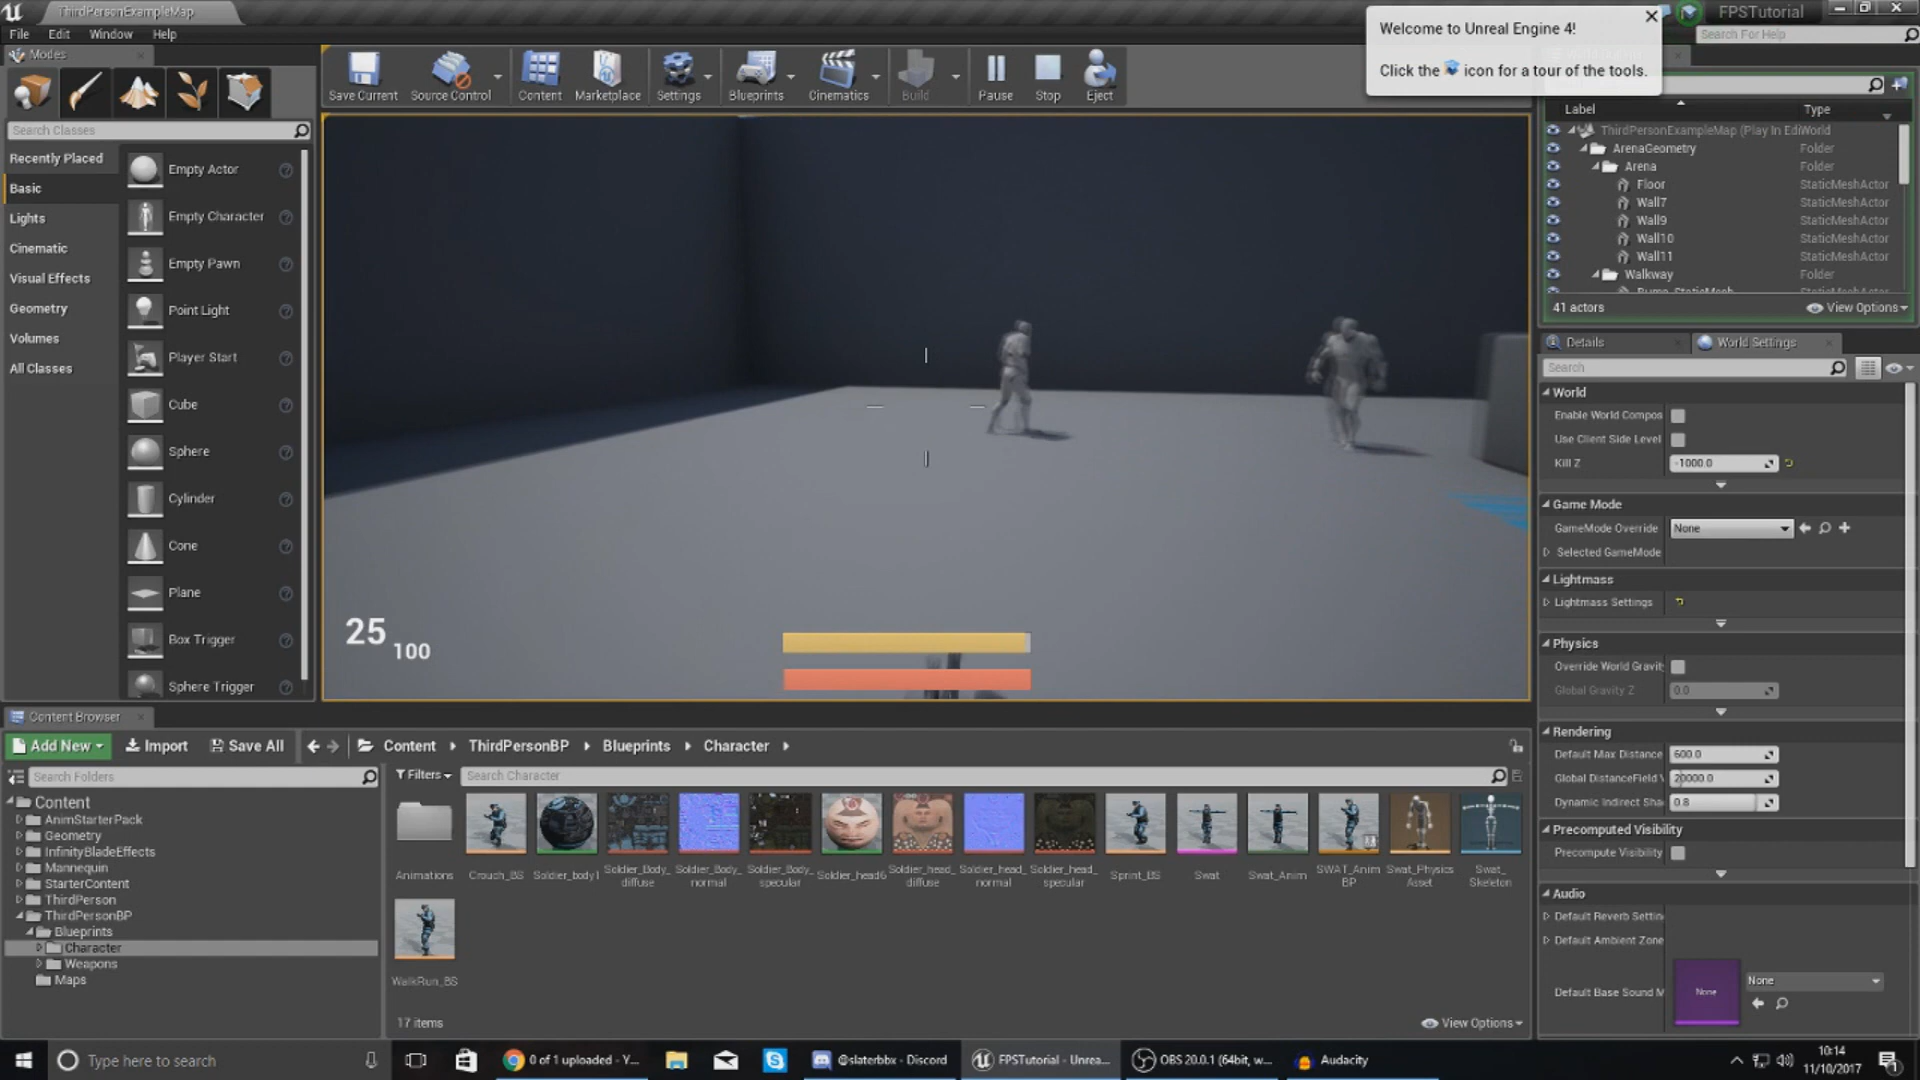 ThirdPersonExampleMap
FPSTutorial
File Edit Window Help
Search For Help
Welcome to Unreal Engine 4!
Click the icon for a tour of the tools.
Modes
Save Current
Source Control
Content
Marketplace
Settings
Blueprints
Cinematics
Build
Pause
Stop
Eject
Search Classes
Recently Placed
Basic
Lights
Cinematic
Visual Effects
Geometry
Volumes
All Classes
Empty Actor
Empty Character
Empty Pawn
Point Light
Player Start
Cube
Sphere
Cylinder
Cone
Plane
Box Trigger
Sphere Trigger
25
100
Label Type
ThirdPersonExampleMap (Play In Edi World
ArenaGeometry Folder
Arena Folder
Floor StaticMeshActor
Wall7 StaticMeshActor
Wall9 StaticMeshActor
Wall10 StaticMeshActor
Wall11 StaticMeshActor
Walkway Folder
41 actors
View Options
Details
World Settings
Search
World
Enable World Compos
Use Client Side Level
Kill Z -1000.0
Game Mode
GameMode Override None
Selected GameMode
Lightmass
Lightmass Settings
Physics
Override World Gravit
Global Gravity Z 0.0
Rendering
Default Max Distance 600.0
Global DistanceField V 20000.0
Dynamic Indirect Sha 0.8
Precomputed Visibility
Precompute Visibility
Audio
Default Reverb Settin
Default Ambient Zone
Default Base Sound M
None
None
Content Browser
Add New Import Save All
Content ThirdPersonBP Blueprints Character
Search Folders
Filters
Search Character
Content
AnimStarterPack
Geometry
InfinityBladeEffects
Mannequin
StarterContent
ThirdPerson
ThirdPersonBP
Blueprints
Character
Weapons
Maps
Animations
Crouch_BS
Soldier_body1
Soldier_Body_
diffuse
Soldier_Body_
normal
Soldier_Body_
specular
Soldier_head6
Soldier_head_
diffuse
Soldier_head_
normal
Soldier_head_
specular
Sprint_BS
Swat
Swat_Anim
SWAT_Anim
BP
Swat_Physics
Asset
Swat_
Skeleton
WalkRun_BS
17 items
View Options
Type here to search
0 of 1 uploaded - Y...
@slaterbbx - Discord
FPSTutorial - Unrea...
OBS 20.0.1 (64bit, w...
Audacity
10:14
11/10/2017
1